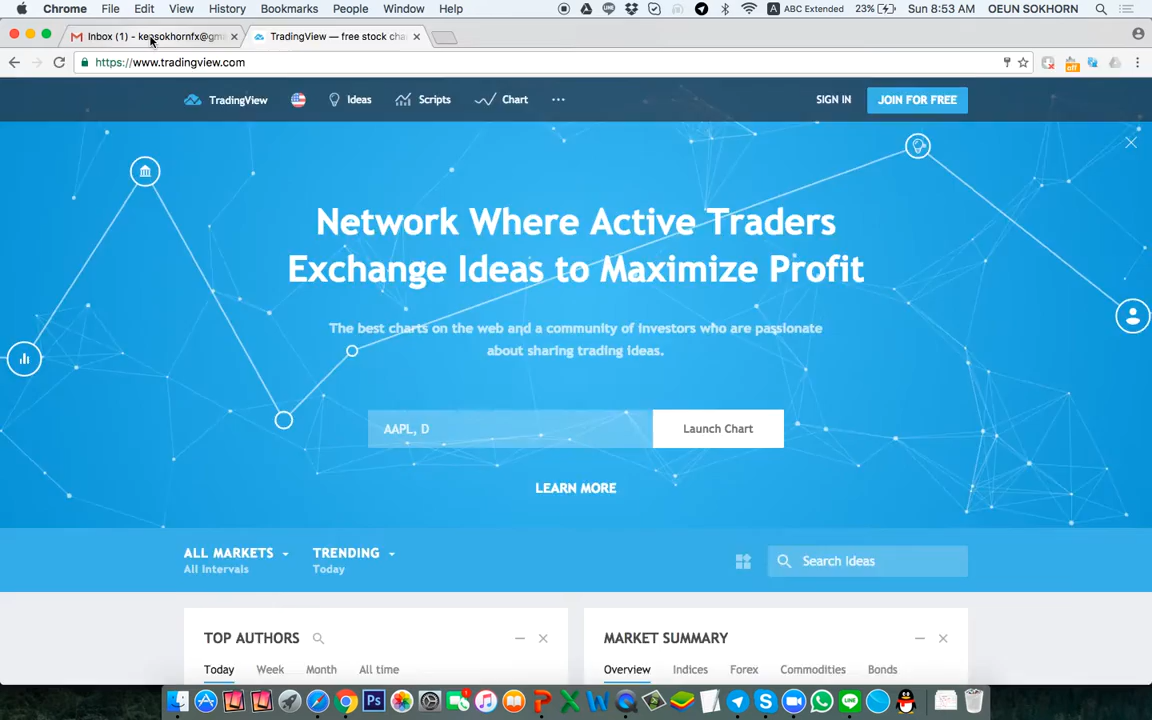 Chrome File Edit View History Bookmarks People Window Help ABC Extended 23% Sun 8:53 AM OEUN SOKHORN
Inbox (1) - TradingView — free stock cha
https://www.tradingview.com
TradingView Ideas Scripts Chart SIGN IN JOIN FOR FREE
Network Where Active Traders
Exchange Ideas to Maximize Profit
The best charts on the web and a community of investors who are passionate
about sharing trading ideas.
AAPL, D Launch Chart
LEARN MORE
ALL MARKETS TRENDING
All Intervals Today
Search Ideas
TOP AUTHORS MARKET SUMMARY
Today Week Month All time Overview Indices Forex Commodities Bonds